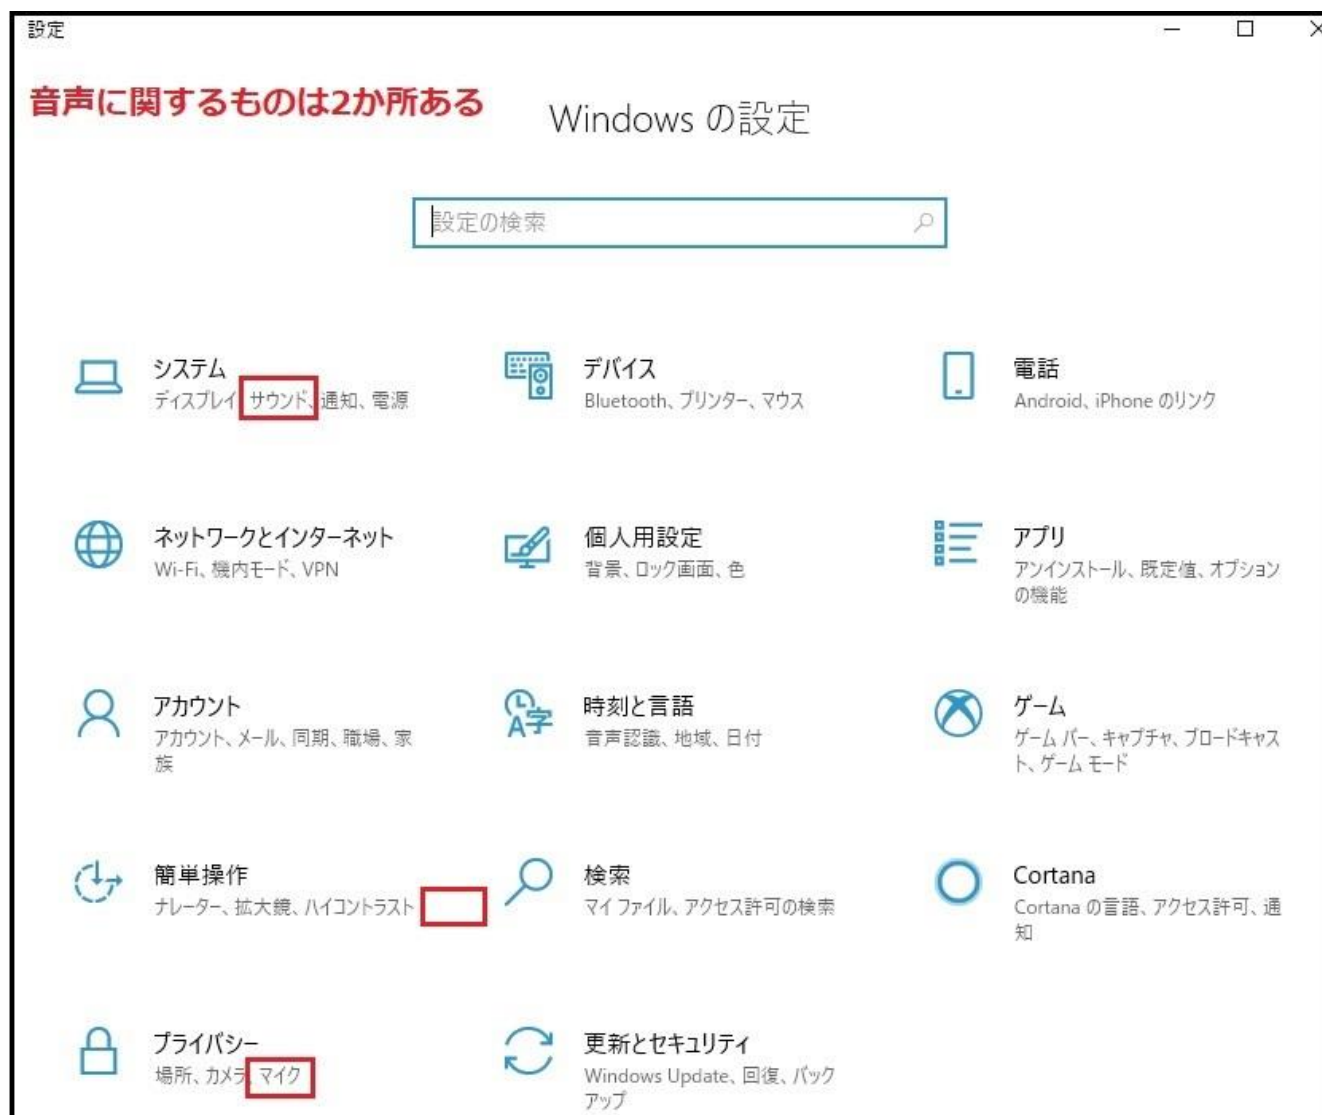 設定
音声に関するものは2か所ある
Windows の設定
設定の検索
システム
ディスプレイ、サウンド、通知、電源
デバイス
Bluetooth、プリンター、マウス
電話
Android、iPhone のリンク
ネットワークとインターネット
Wi-Fi、機内モード、VPN
個人用設定
背景、ロック画面、色
アプリ
アンインストール、既定値、オプション
の機能
アカウント
アカウント、メール、同期、職場、家
族
時刻と言語
音声認識、地域、日付
ゲーム
ゲーム バー、キャプチャ、ブロードキャス
ト、ゲーム モード
簡単操作
ナレーター、拡大鏡、ハイコントラスト
検索
マイ ファイル、アクセス許可の検索
Cortana
Cortana の言語、アクセス許可、通
知
プライバシー
場所、カメラ、マイク
更新とセキュリティ
Windows Update、回復、バック
アップ